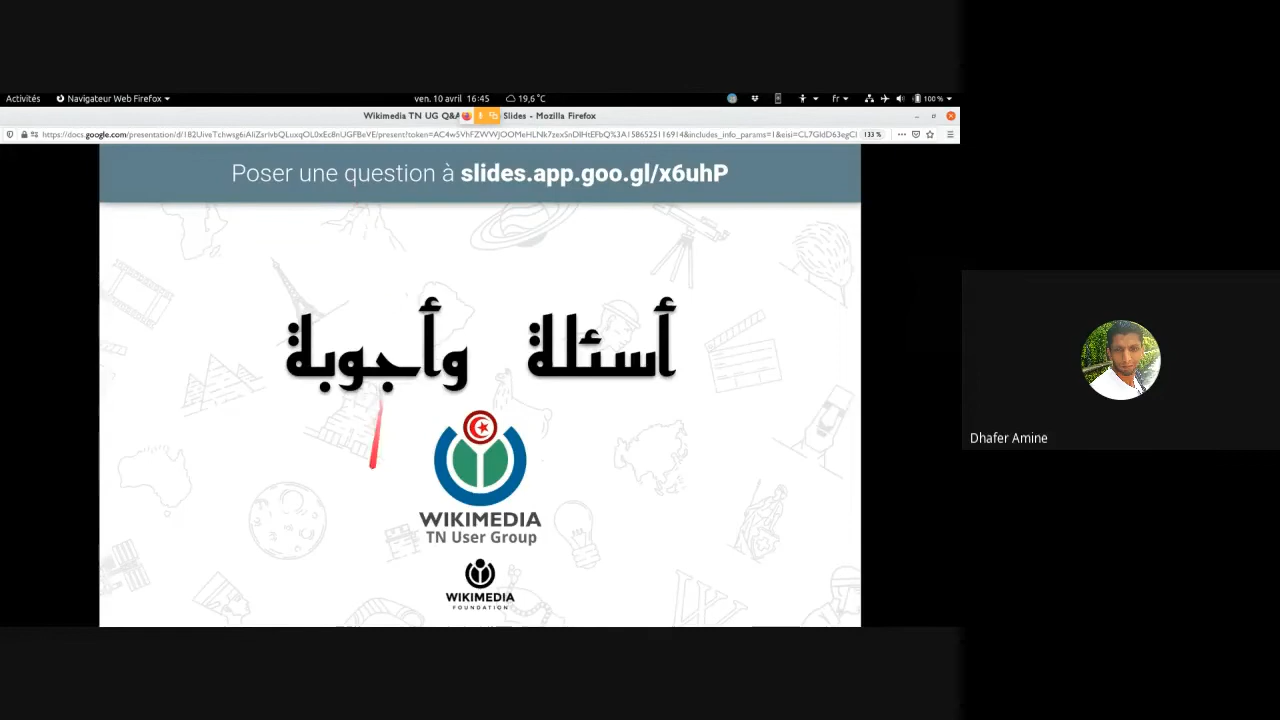 Activités
Navigateur Web Firefox
ven. 10 avril 16:45
19,6 °C
fr
100 %
Wikimedia TN UG Q&A
Slides - Mozilla Firefox
133 %
Poser une question à slides.app.goo.gl/x6uhP
أسئلة وأجوبة
WIKIMEDIA
TN User Group
WIKIMEDIA
FOUNDATION
Dhafer Amine